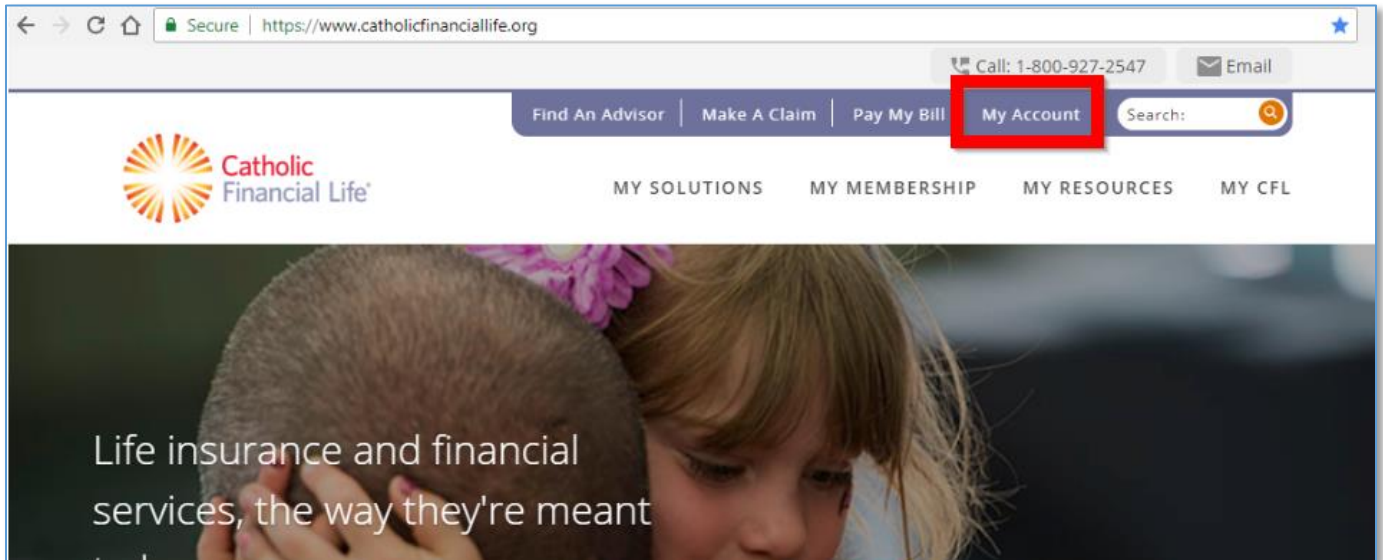 Secure | https://www.catholicfinanciallife.org
Call: 1-800-927-2547 Email
Find An Advisor | Make A Claim | Pay My Bill My Account Search:
Catholic
Financial Life®
MY SOLUTIONS MY MEMBERSHIP MY RESOURCES MY CFL
Life insurance and financial
services, the way they're meant